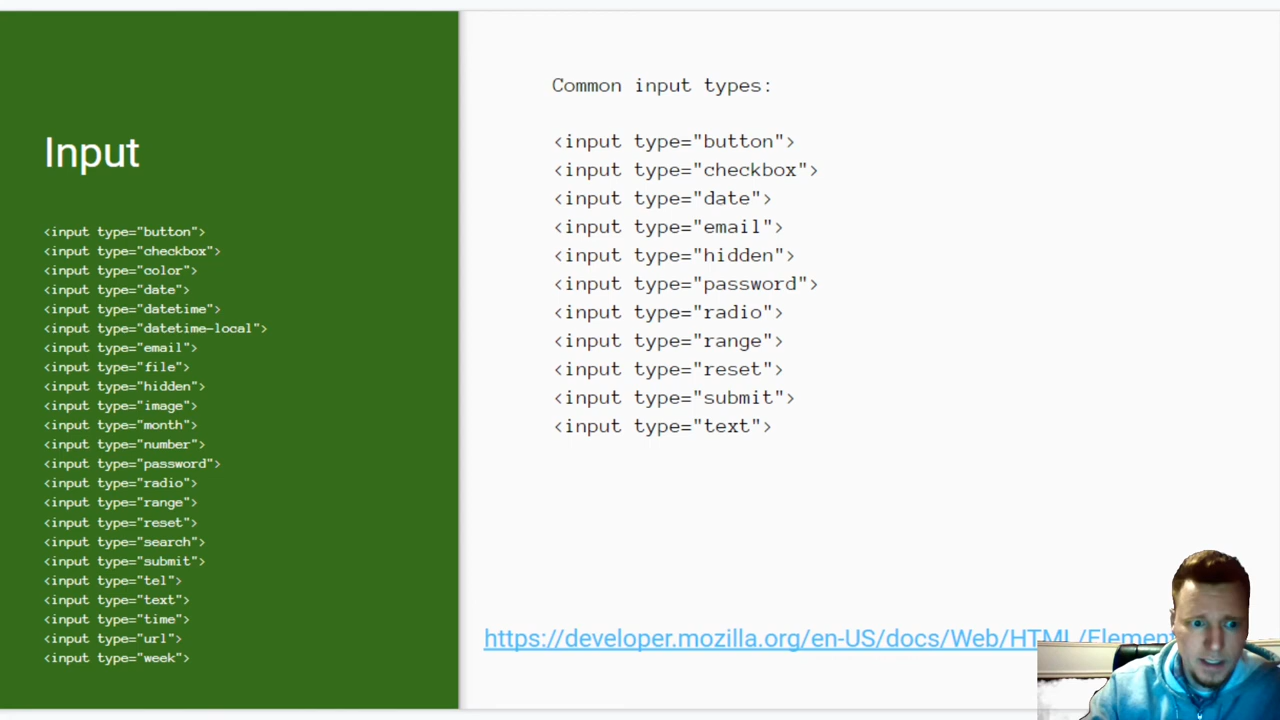 Input
<input type="button">
<input type="checkbox">
<input type="color">
<input type="date">
<input type="datetime">
<input type="datetime-local">
<input type="email">
<input type="file">
<input type="hidden">
<input type="image">
<input type="month">
<input type="number">
<input type="password">
<input type="radio">
<input type="range">
<input type="reset">
<input type="search">
<input type="submit">
<input type="tel">
<input type="text">
<input type="time">
<input type="url">
<input type="week">
Common input types:
<input type="button">
<input type="checkbox">
<input type="date">
<input type="email">
<input type="hidden">
<input type="password">
<input type="radio">
<input type="range">
<input type="reset">
<input type="submit">
<input type="text">
https://developer.mozilla.org/en-US/docs/Web/HTML/Element